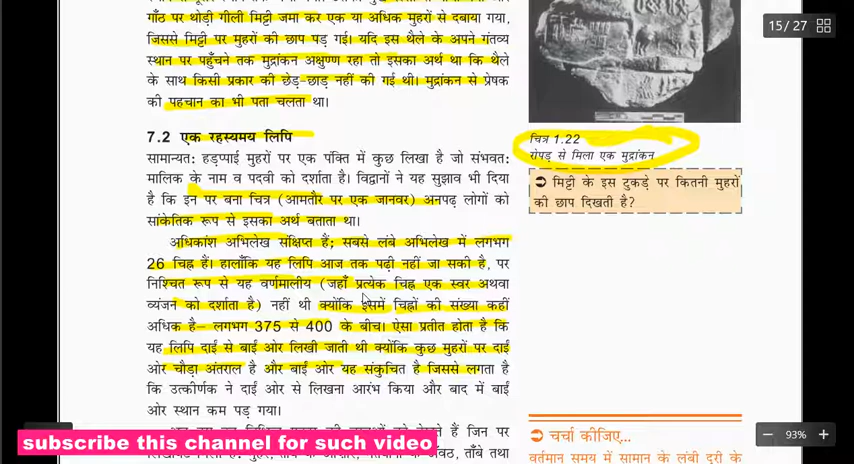 गाँठ पर थोड़ी गीली मिट्टी जमा कर एक या अधिक मुहरों से दबाया गया,
जिससे मिट्टी पर मुहरों की छाप पड़ गई। यदि इस थैले के अपने गंतव्य
स्थान पर पहुँचने तक मुद्रांकन अक्षुण्ण रहा तो इसका अर्थ था कि थैले
के साथ किसी प्रकार की छेड़-छाड़ नहीं की गई थी। मुद्रांकन से प्रेषक
की पहचान का भी पता चलता था।
7.2 एक रहस्यमय लिपि
सामान्यत: हड़प्पाई मुहरों पर एक पंक्ति में कुछ लिखा है जो संभवत:
मालिक के नाम व पदवी को दर्शाता है। विद्वानों ने यह सुझाव भी दिया
है कि इन पर बना चित्र (आमतौर पर एक जानवर) अनपढ़ लोगों को
सांकेतिक रूप से इसका अर्थ बताता था।
अधिकांश अभिलेख संक्षिप्त हैं; सबसे लंबे अभिलेख में लगभग
26 चिह्न हैं। हालाँकि यह लिपि आज तक पढ़ी नहीं जा सकी है, पर
निश्चित रूप से यह वर्णमालीय (जहाँ प्रत्येक चिह्न एक स्वर अथवा
व्यंजन को दर्शाता है) नहीं थी क्योंकि इसमें चिह्नों की संख्या कहीं
अधिक है– लगभग 375 से 400 के बीच। ऐसा प्रतीत होता है कि
यह लिपि दाईं से बाईं ओर लिखी जाती थी क्योंकि कुछ मुहरों पर दाईं
ओर चौड़ा अंतराल है और बाईं ओर यह संकुचित है जिससे लगता है
कि उत्कीर्णक ने दाईं ओर से लिखना आरंभ किया और बाद में बाईं
ओर स्थान कम पड़ गया।
चित्र 1.22
रोपड़ से मिला एक मुद्रांकन
➲ मिट्टी के इस टुकड़े पर कितनी मुहरों
की छाप दिखती है?
➲ चर्चा कीजिए...
वर्तमान समय में सामान के लंबी दूरी के
15 / 27
93%
subscribe this channel for such video